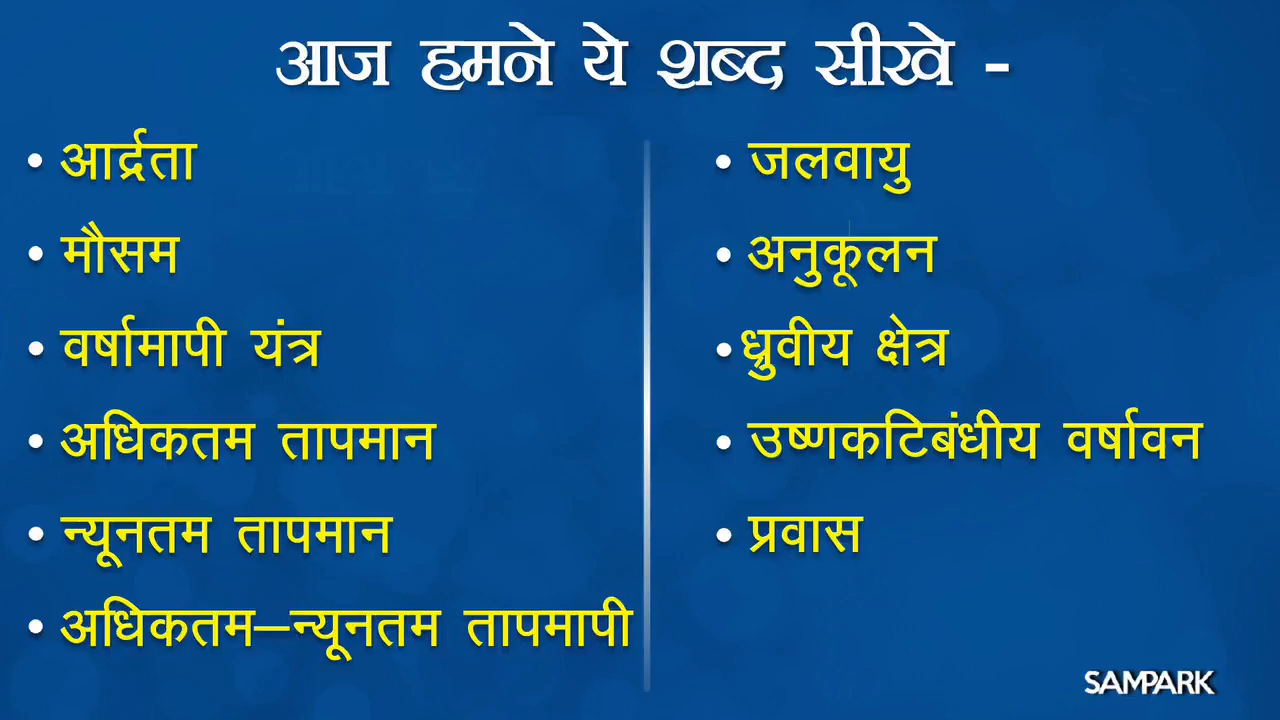 आज हमने ये शब्द सीखे -
• आर्द्रता
• मौसम
• वर्षामापी यंत्र
• अधिकतम तापमान
• न्यूनतम तापमान
• अधिकतम—न्यूनतम तापमापी
• जलवायु
• अनुकूलन
• ध्रुवीय क्षेत्र
• उष्णकटिबंधीय वर्षावन
• प्रवास
SAMPARK